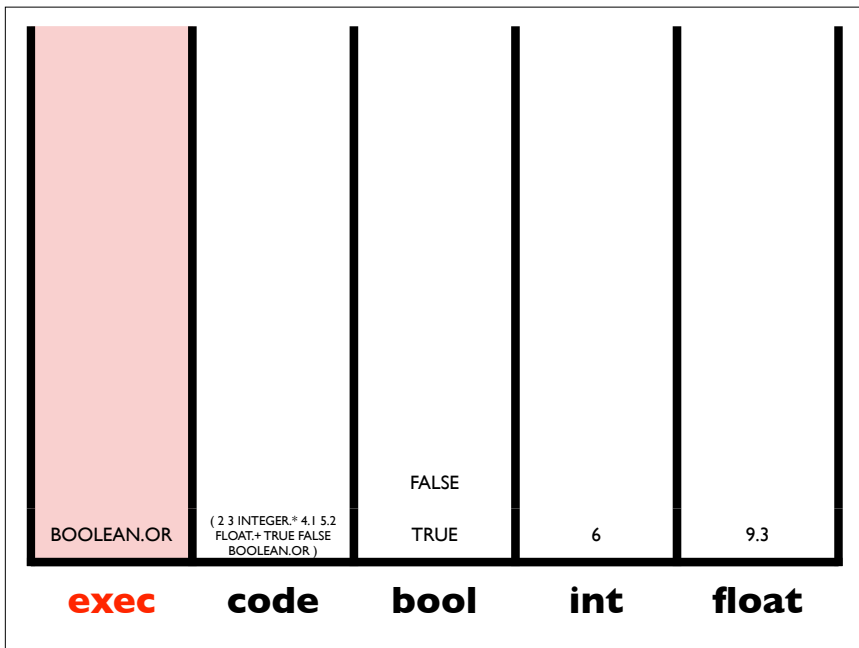 FALSE
BOOLEAN.OR
( 2 3 INTEGER.* 4.1 5.2
FLOAT.+ TRUE FALSE
BOOLEAN.OR )
TRUE
6
9.3
exec
code
bool
int
float